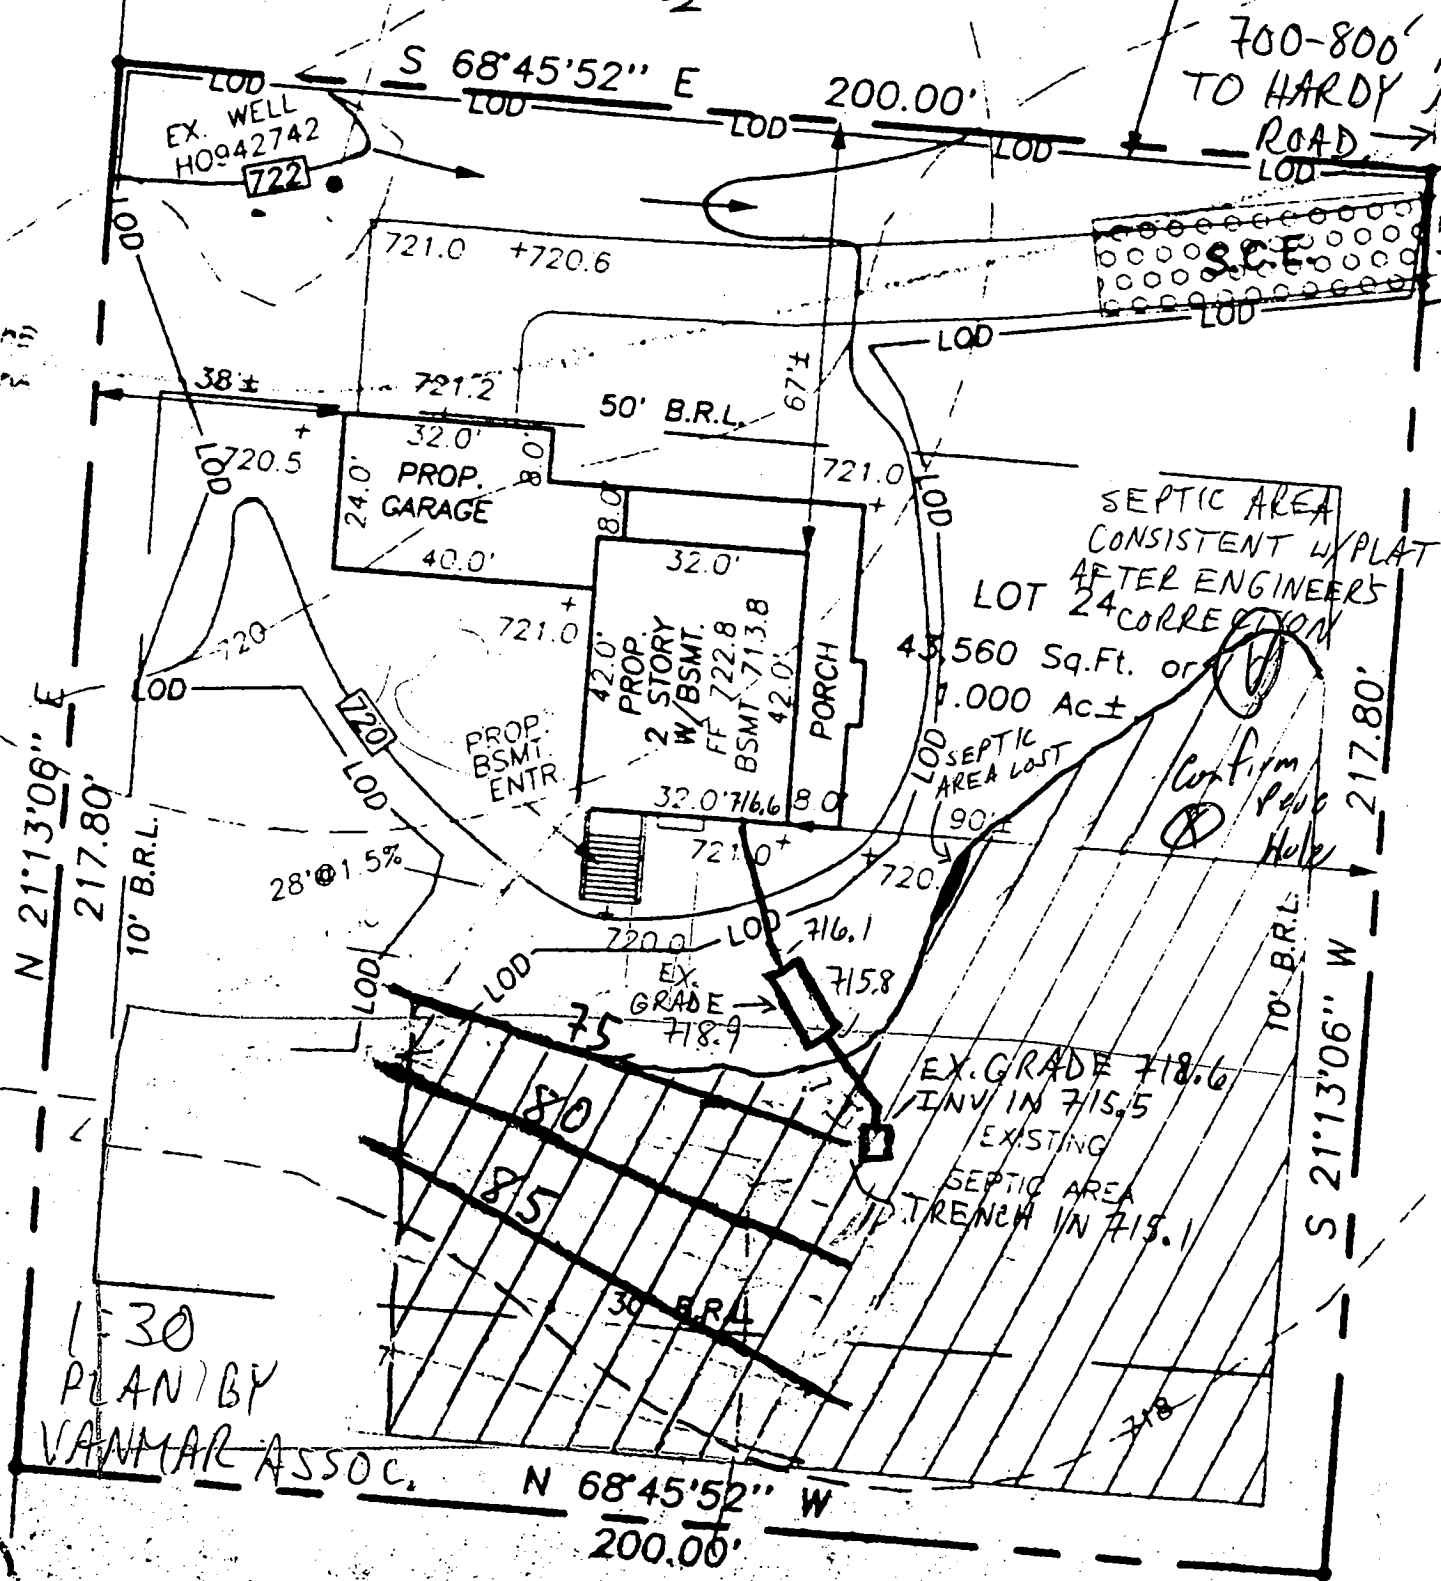 700-800'
TO HARDY
ROAD
S 68°45'52" E
200.00'
LOD
LOD
LOD
LOD
LOD
EX. WELL
HO942742
722
LOD
721.0
+720.6
S.C.E.
LOD
LOD
38'±
721.2
50' B.R.L.
67'±
32.0'
8.0'
720.5
+
LOD
24.0'
PROP.
GARAGE
40.0'
8.0'
721.0
+
LOD
SEPTIC AREA
CONSISTENT W/PLAT
AFTER ENGINEERS
CORRECTION
LOT 24
43,560 Sq.Ft. or
1.000 Ac±
32.0'
+
721.0
720
LOD
720
42.0'
PROP.
2 STORY
W/BSMT.
FF 722.8
BSMT 713.8
42.0'
PORCH
PROP.
BSMT.
ENTR.
LOD
LOD
SEPTIC
AREA LOST
Confirm
Perc
Hole
N 21°13'06" E
217.80'
217.80'
S 21°13'06" W
10' B.R.L.
10' B.R.L.
32.0'
716.6
8.0'
90'±
721.0+
+720.
28'@1.5%
720.0
LOD
716.1
LOD
LOD
EX.
GRADE
718.9
715.8
75
80
85
EX. GRADE 718.6
INV IN 715.5
EXISTING
SEPTIC AREA
TRENCH IN 715.1
30' B.R.L.
718
1=30
PLAN BY
VANMAR ASSOC.
N 68°45'52" W
200.00'